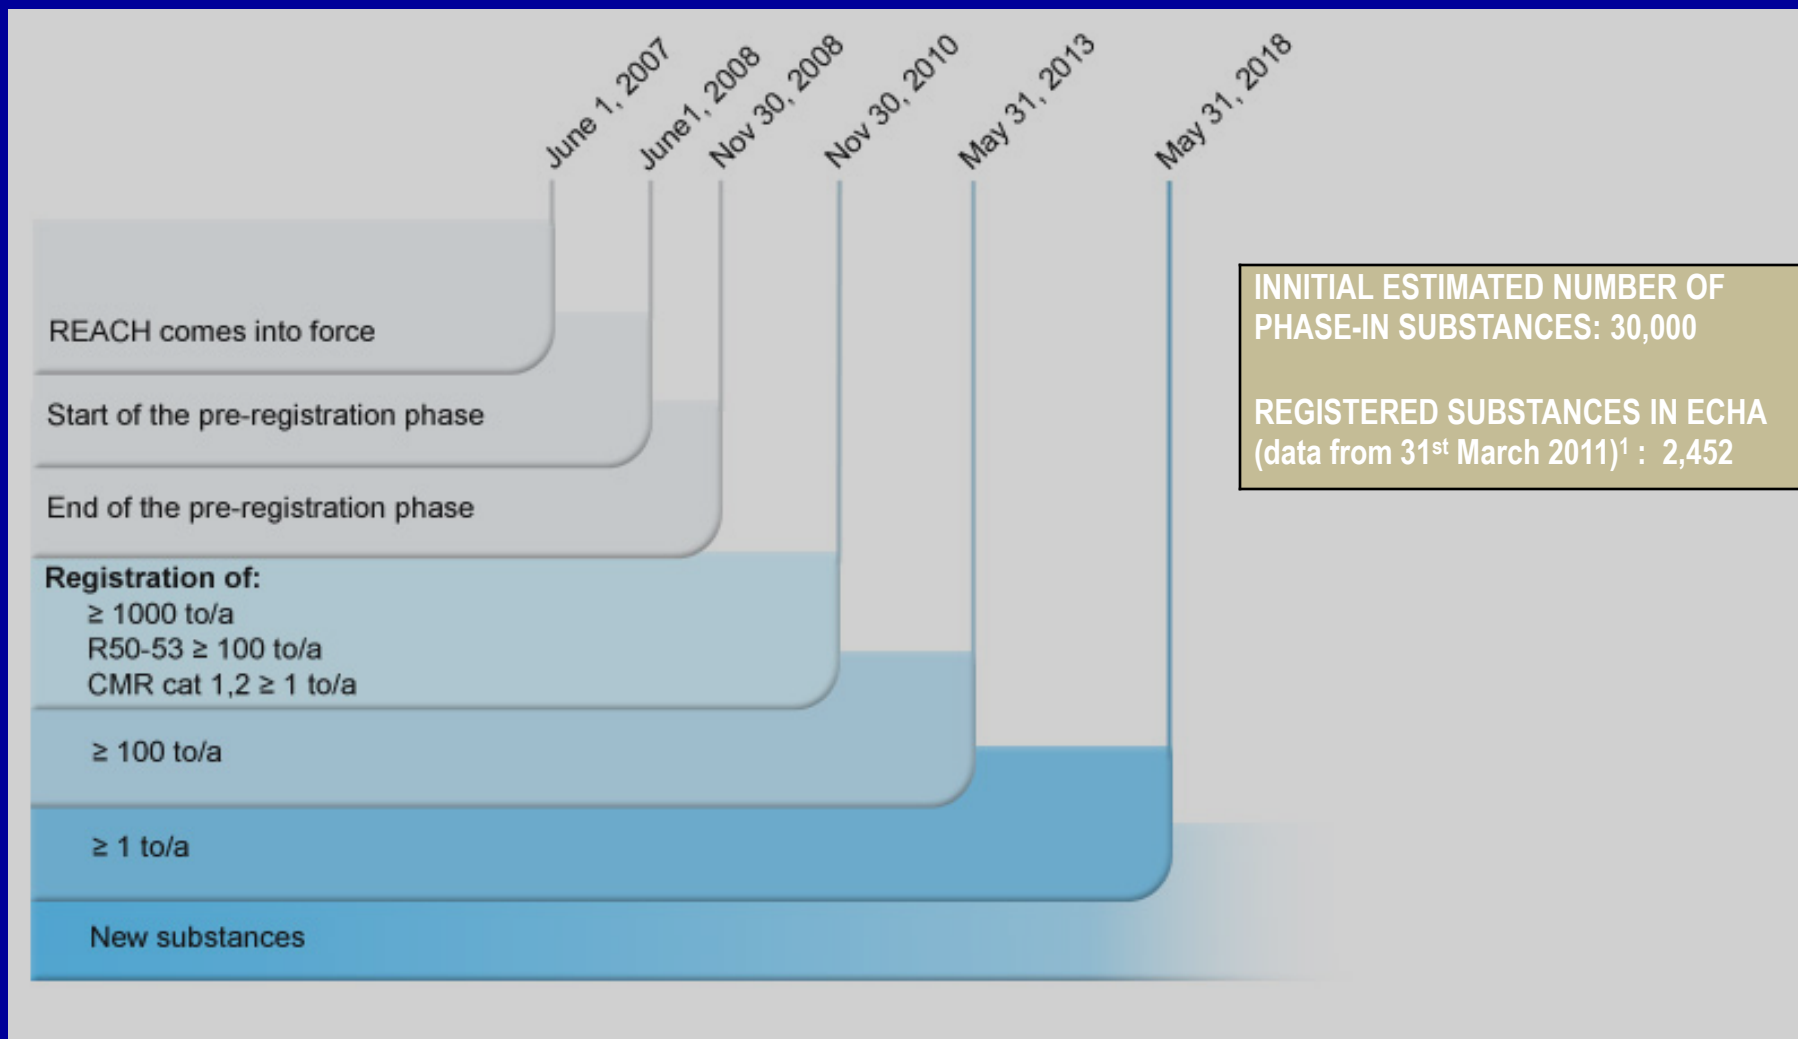 June 1, 2007
June1, 2008
Nov 30, 2008
Nov 30, 2010
May 31, 2013
May 31, 2018
REACH comes into force
Start of the pre-registration phase
End of the pre-registration phase
Registration of:
≥ 1000 to/a
R50-53 ≥ 100 to/a
CMR cat 1,2 ≥ 1 to/a
≥ 100 to/a
≥ 1 to/a
New substances
INNITIAL ESTIMATED NUMBER OF
PHASE-IN SUBSTANCES: 30,000
REGISTERED SUBSTANCES IN ECHA
(data from 31st March 2011)1 : 2,452